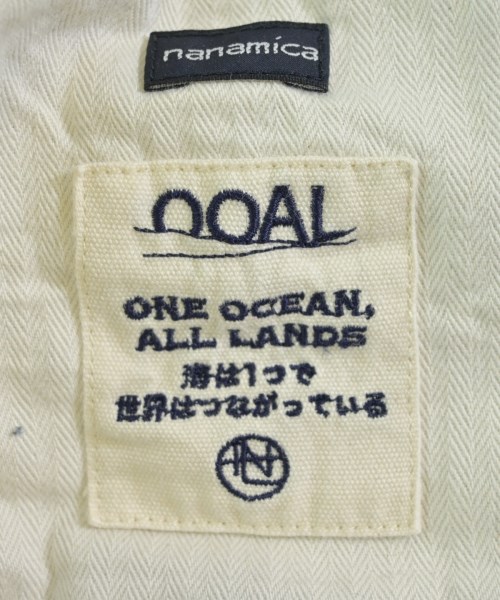 nanamica
OOAL
ONE OCEAN,
ALL LANDS
海は1つで
世界はつながっている